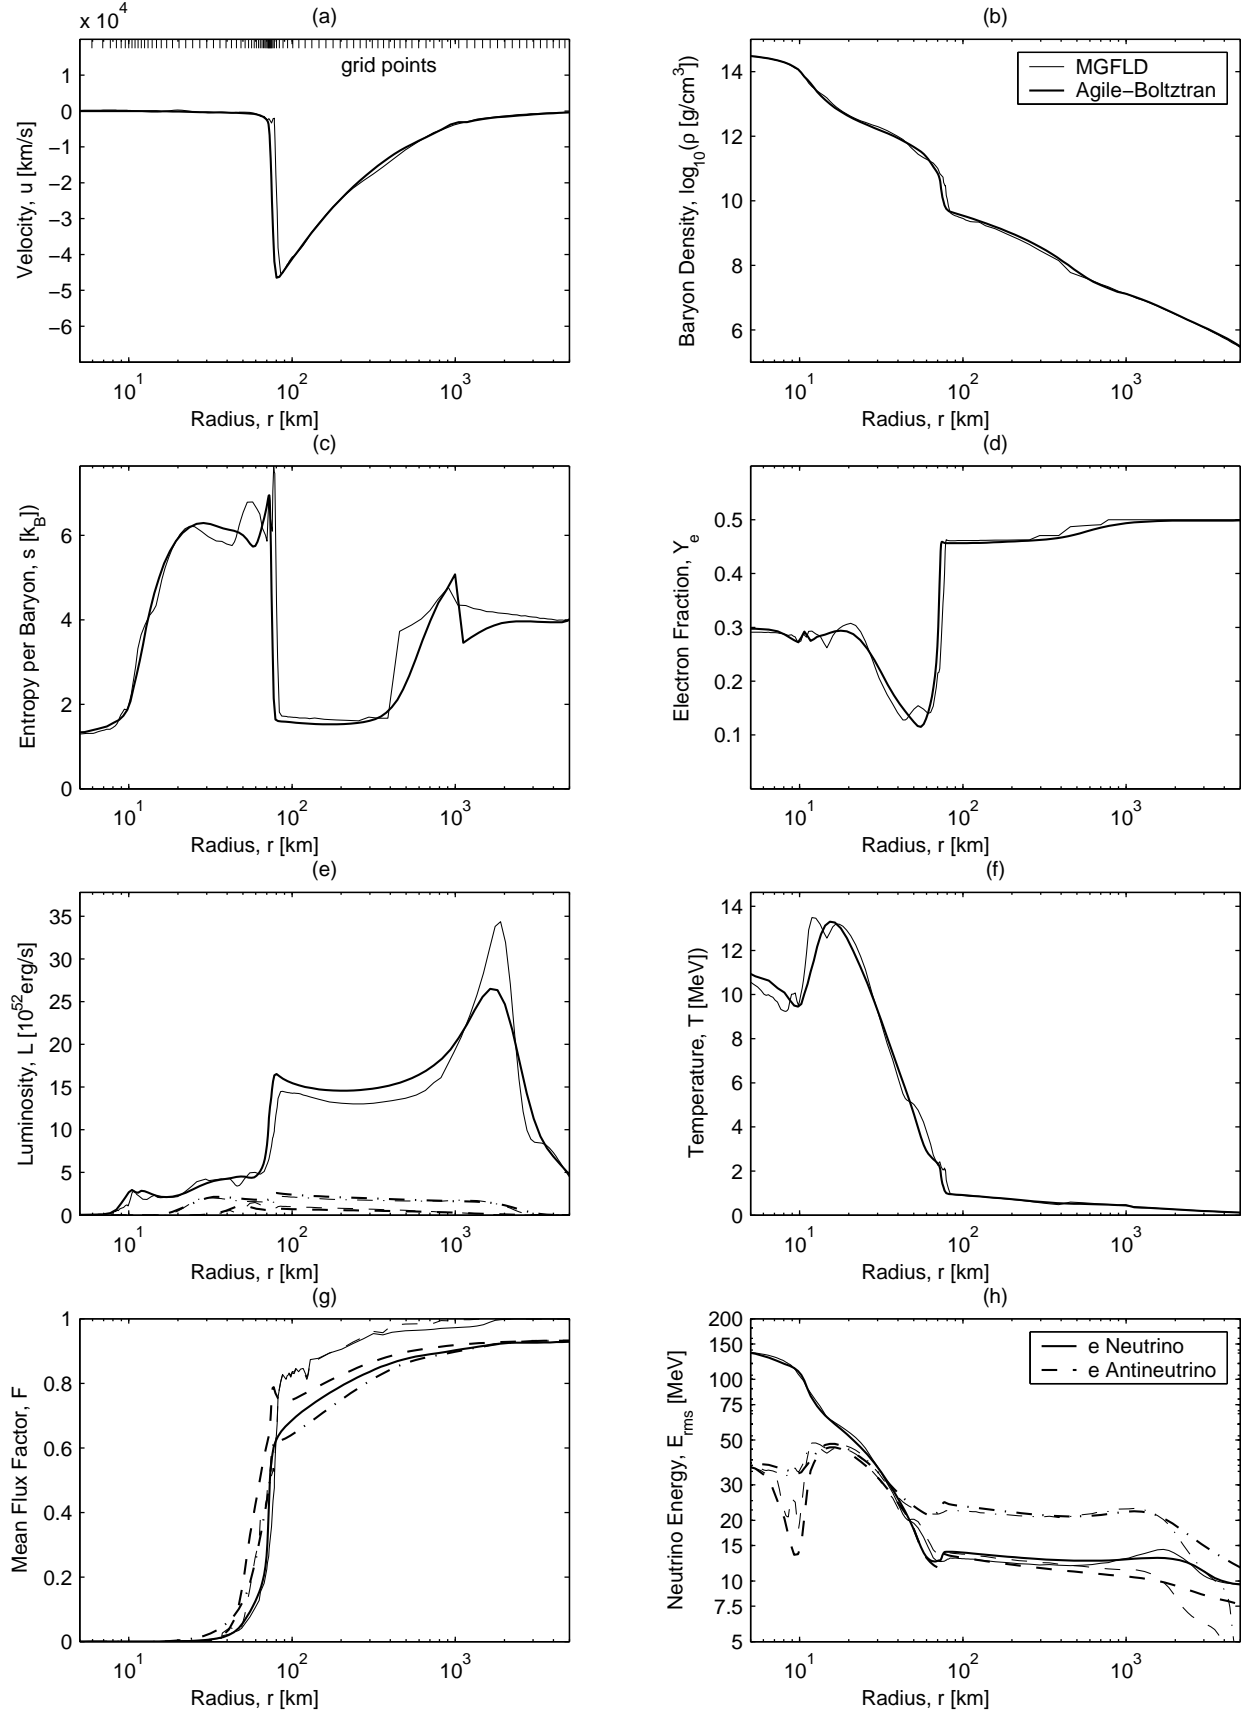 (a)
x 10^4
grid points
1
0
−1
−2
−3
−4
−5
−6
Velocity, u [km/s]
10^1
10^2
10^3
Radius, r [km]
(b)
MGFLD
Agile−Boltztran
14
12
10
8
6
Baryon Density, log_10(ρ [g/cm^3])
10^1
10^2
10^3
Radius, r [km]
(c)
6
4
2
0
Entropy per Baryon, s [k_B]
10^1
10^2
10^3
Radius, r [km]
(d)
0.5
0.4
0.3
0.2
0.1
Electron Fraction, Y_e
10^1
10^2
10^3
Radius, r [km]
(e)
35
30
25
20
15
10
5
0
Luminosity, L [10^52 erg/s]
10^1
10^2
10^3
Radius, r [km]
(f)
14
12
10
8
6
4
2
0
Temperature, T [MeV])
10^1
10^2
10^3
Radius, r [km]
(g)
1
0.8
0.6
0.4
0.2
0
Mean Flux Factor, F
10^1
10^2
10^3
Radius, r [km]
(h)
e Neutrino
e Antineutrino
200
150
100
75
50
30
20
15
10
7.5
5
Neutrino Energy, E_rms [MeV]
10^1
10^2
10^3
Radius, r [km]